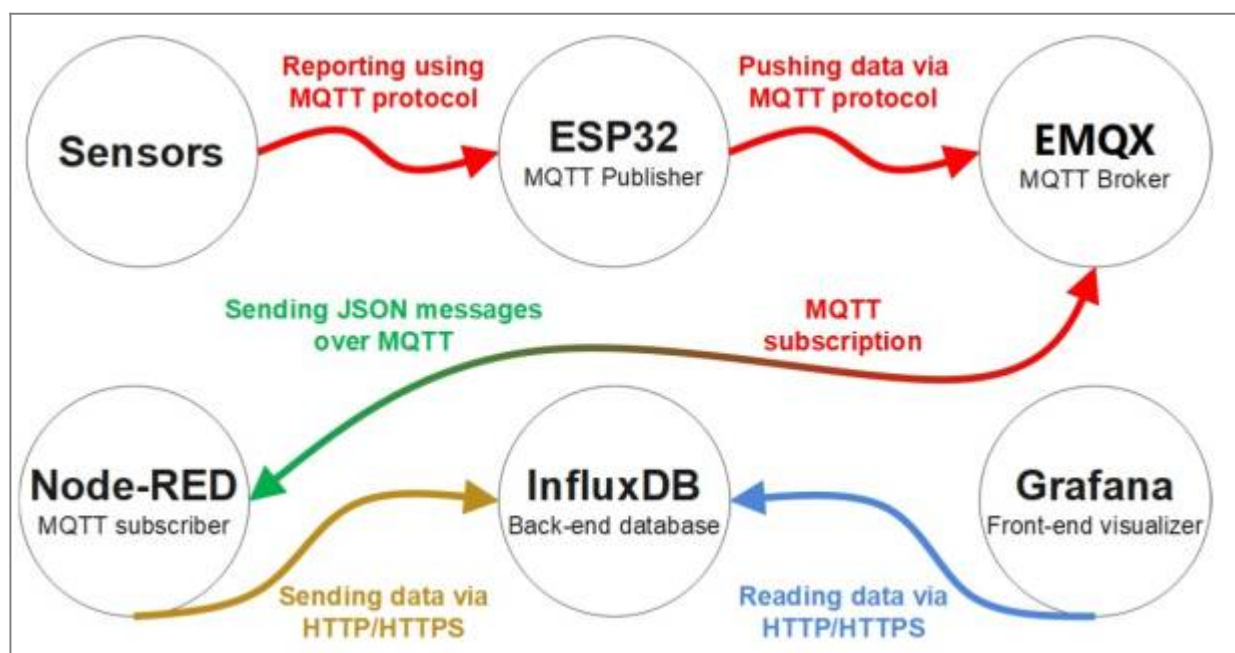 Reporting using
MQTT protocol
Pushing data via
MQTT protocol
Sensors
ESP32
MQTT Publisher
EMQX
MQTT Broker
Sending JSON messages
over MQTT
MQTT
subscription
Node-RED
MQTT subscriber
InfluxDB
Back-end database
Grafana
Front-end visualizer
Sending data via
HTTP/HTTPS
Reading data via
HTTP/HTTPS